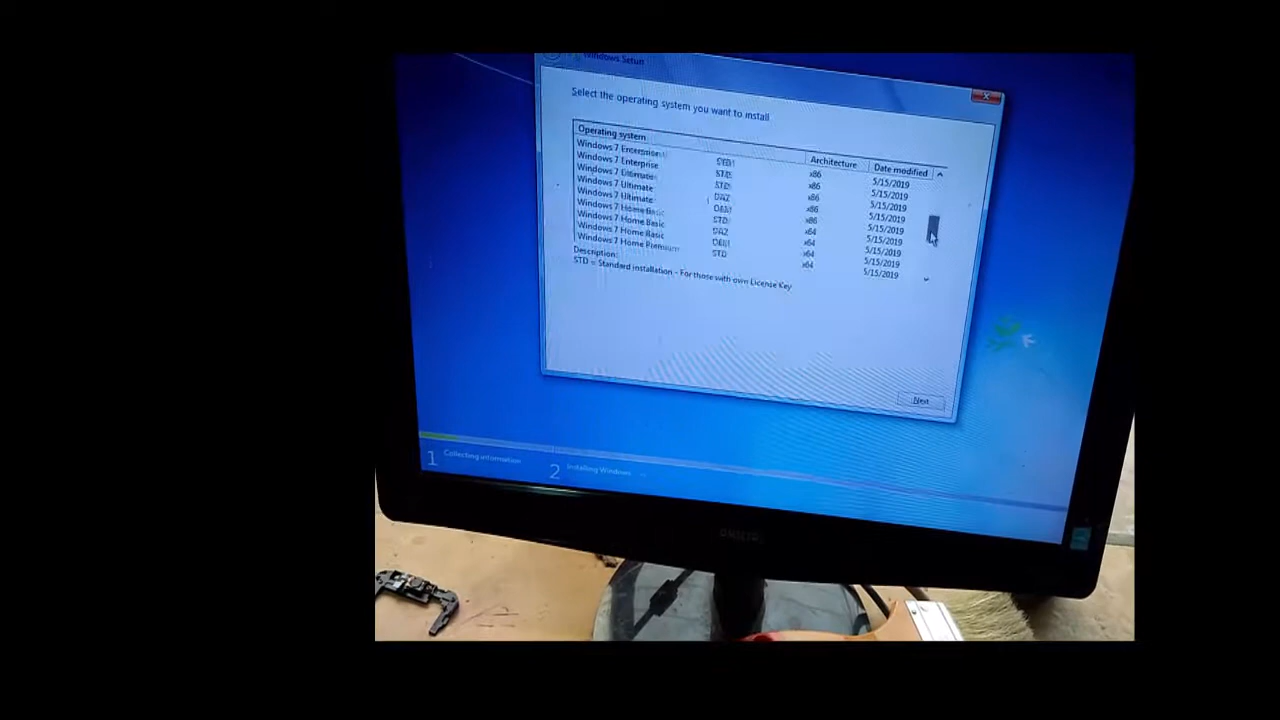 Windows Setup
Select the operating system you want to install
Operating system Architecture Date modified
Windows 7 Enterprise x86 5/15/2019
Windows 7 Enterprise STD x86 5/15/2019
Windows 7 Ultimate STD x86 5/15/2019
Windows 7 Ultimate DAZ x86 5/15/2019
Windows 7 Ultimate x86 5/15/2019
Windows 7 Home Basic STD x64 5/15/2019
Windows 7 Home Basic DAZ x64 5/15/2019
Windows 7 Home Basic x64 5/15/2019
Windows 7 Home Premium STD x64 5/15/2019
Description:
STD = Standard installation - For those with own License Key
Next
1 Collecting information
2 Installing Windows